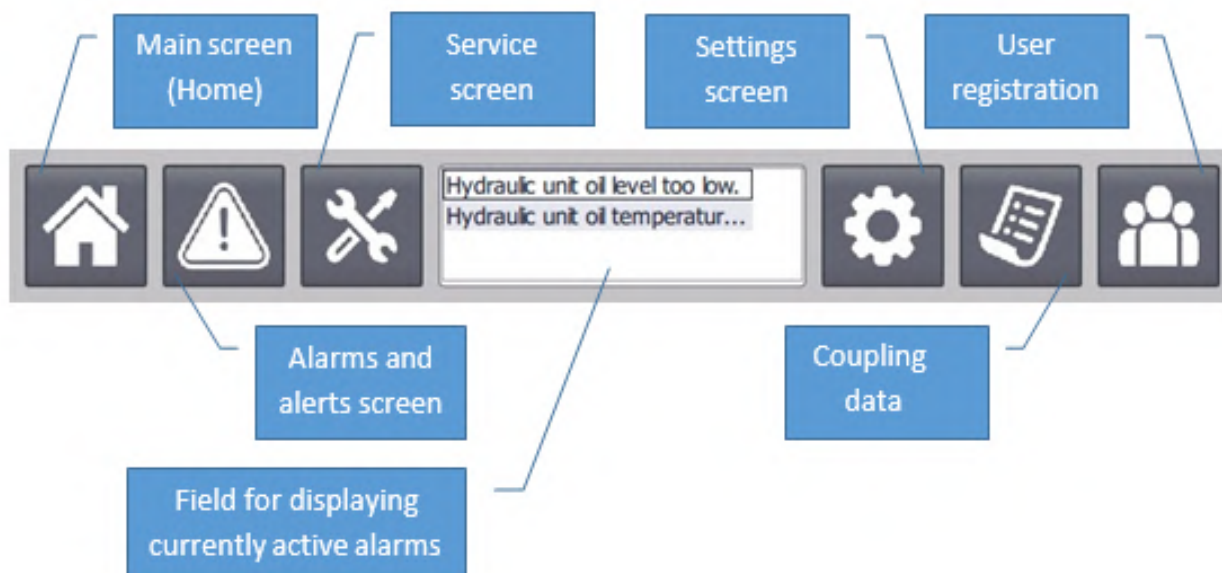 Main screen
(Home)
Service
screen
Settings
screen
User
registration
Hydraulic unit oil level too low.
Hydraulic unit oil temperatur...
Alarms and
alerts screen
Coupling
data
Field for displaying
currently active alarms